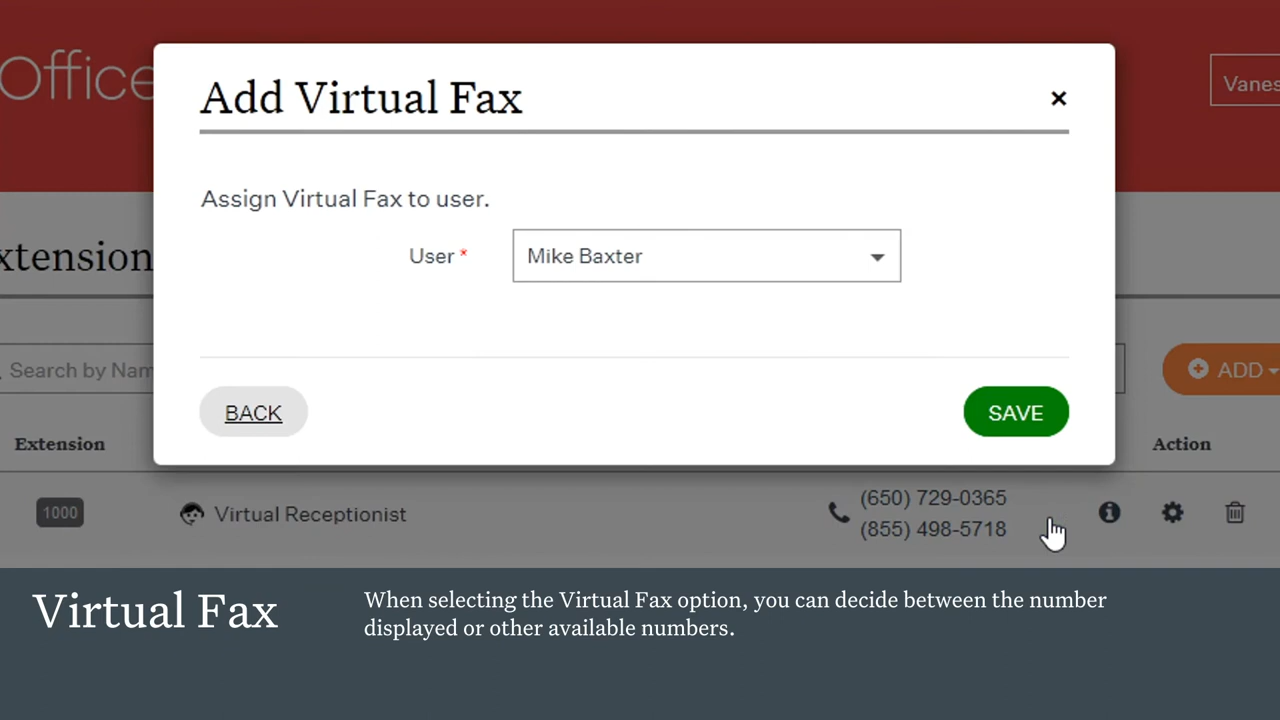 Office
Vanes
Add Virtual Fax
×
Assign Virtual Fax to user.
User *
Mike Baxter
xtension
Search by Nam
ADD
BACK
SAVE
Extension
Action
1000
Virtual Receptionist
(650) 729-0365
(855) 498-5718
Virtual Fax
When selecting the Virtual Fax option, you can decide between the number
displayed or other available numbers.